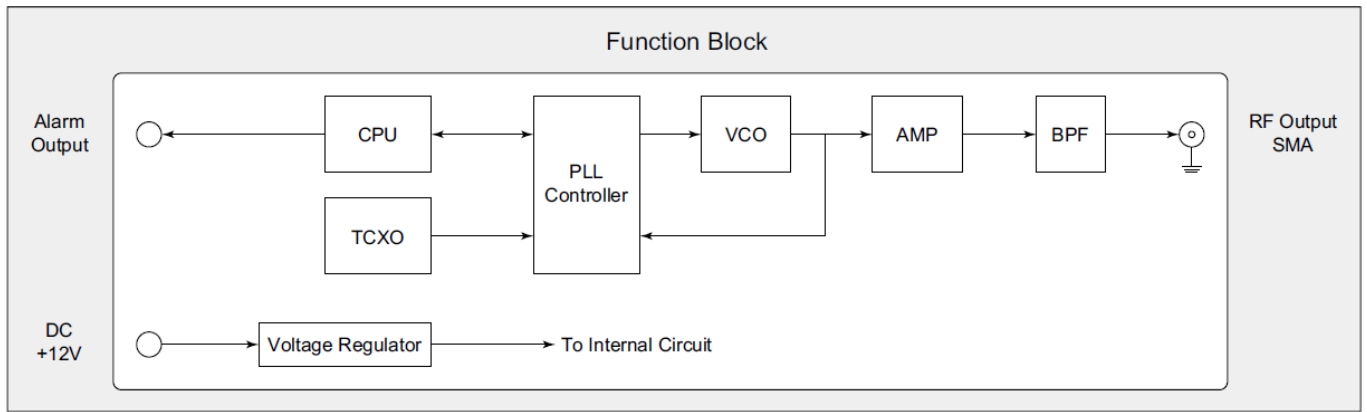 Function Block
Alarm
Output
CPU
PLL
Controller
VCO
AMP
BPF
RF Output
SMA
TCXO
DC
+12V
Voltage Regulator
To Internal Circuit